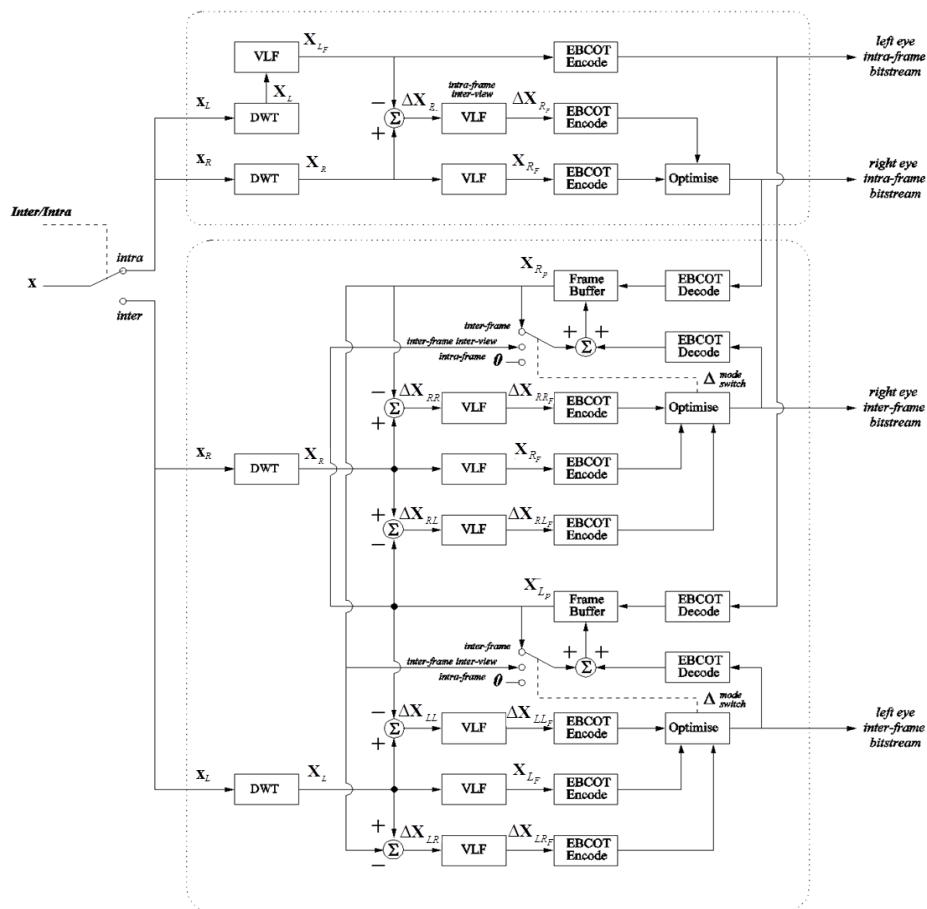 X_{L_F}
VLF
EBCOT
Encode
left eye
intra-frame
bitstream
X_L
x_L
DWT
−
Σ
+
ΔX_{R.}
intra-frame
inter-view
VLF
ΔX_{R_F}
EBCOT
Encode
x_R
DWT
X_R
VLF
X_{R_F}
EBCOT
Encode
Optimise
right eye
intra-frame
bitstream
Inter/Intra
intra
x
inter
X_{R_p}
Frame
Buffer
EBCOT
Decode
inter-frame
inter-frame inter-view
intra-frame
0
+
+
Σ
EBCOT
Decode
Δ mode
switch
−
Σ
+
ΔX_{RR}
VLF
ΔX_{RR_F}
EBCOT
Encode
Optimise
right eye
inter-frame
bitstream
x_R
DWT
X_R
VLF
X_{R_F}
EBCOT
Encode
+
Σ
−
ΔX_{RL}
VLF
ΔX_{RL_F}
EBCOT
Encode
X_{L_p}
Frame
Buffer
EBCOT
Decode
inter-frame
inter-frame inter-view
intra-frame
0
+
+
Σ
EBCOT
Decode
Δ mode
switch
−
Σ
+
ΔX_{LL}
VLF
ΔX_{LL_F}
EBCOT
Encode
Optimise
left eye
inter-frame
bitstream
x_L
DWT
X_L
VLF
X_{L_F}
EBCOT
Encode
+
Σ
−
ΔX_{LR}
VLF
ΔX_{LR_F}
EBCOT
Encode